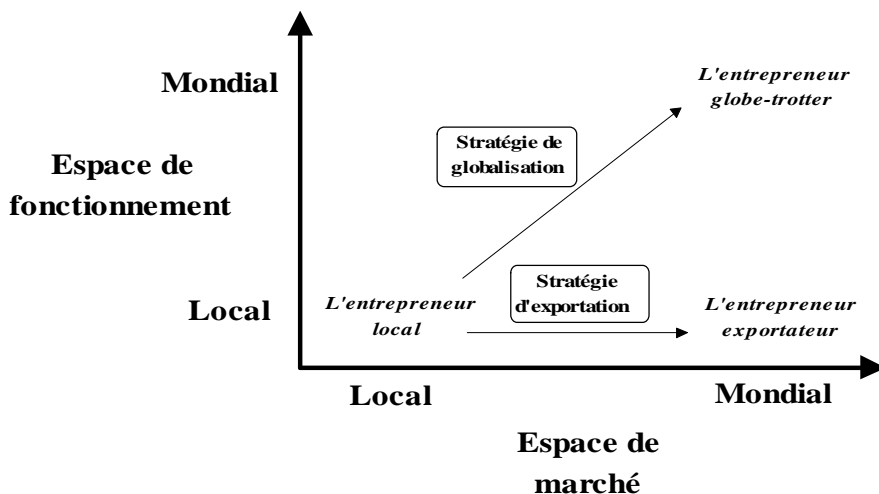 Mondial
L'entrepreneur
globe-trotter
Stratégie de
globalisation
Espace de
fonctionnement
Stratégie
d'exportation
Local
L'entrepreneur
local
L'entrepreneur
exportateur
Local
Mondial
Espace de
marché